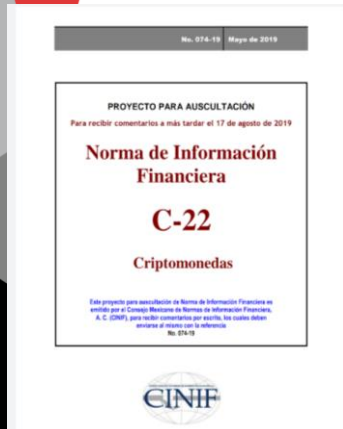 No. 074-19 Mayo de 2019
PROYECTO PARA AUSCULTACIÓN
Para recibir comentarios a más tardar el 17 de agosto de 2019
Norma de Información
Financiera
C-22
Criptomonedas
Este proyecto para auscultación de Norma de Información Financiera es
emitido por el Consejo Mexicano de Normas de Información Financiera,
A. C. (CINIF), para recibir comentarios por escrito, los cuales deben
enviarse al mismo con la referencia
No. 074-19
CINIF